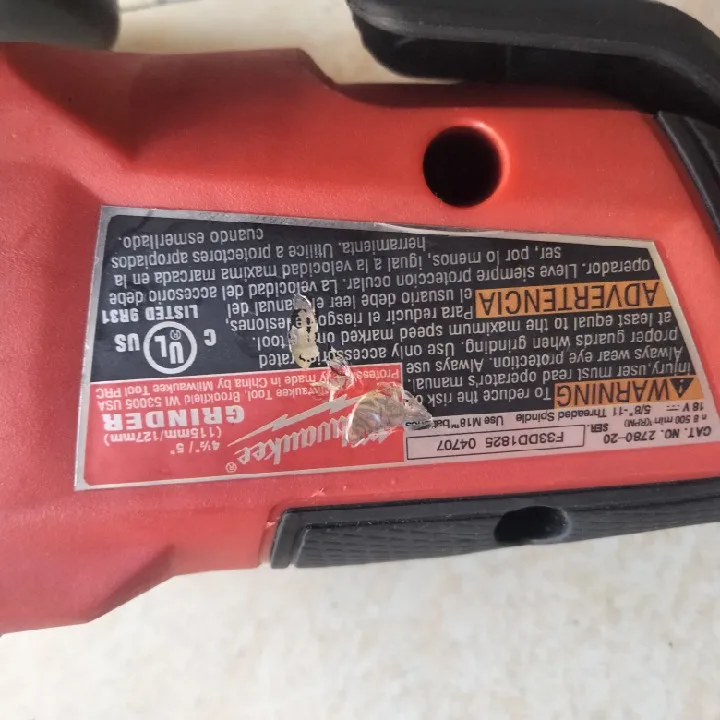 CAT. NO. 2780-20
18 V
n 8 500 min⁻¹(RPM)
5/8"-11 Threaded Spindle
Use M18™
SER.
F33DD1825 04707
Milwaukee®
4½" / 5"
(115mm/127mm)
GRINDER
Tool, Brookfield WI 53005 USA
made in China by Milwaukee Tool PRC
WARNING To reduce the risk of
injury, user must read operator's manual.
Always wear eye protection. Always use
proper guards when grinding. Use only accessories rated
at least equal to the maximum speed marked on tool.
ADVERTENCIA Para reducir el riesgo de lesiones,
el usuario debe leer el manual del
operador. Lleve siempre protección ocular. La velocidad del accesorio debe
ser, por lo menos, igual a la velocidad máxima marcada en la
herramienta. Utilice a protectores apropiados
cuando esmerilado.
C UL US
LISTED 9R31